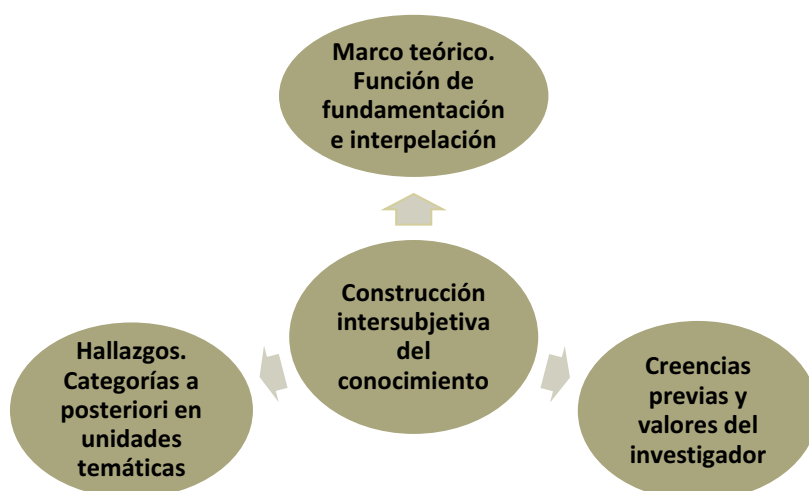 Marco teórico.
Función de
fundamentación
e interpelación
Construcción
intersubjetiva
del
conocimiento
Hallazgos.
Categorías a
posteriori en
unidades
temáticas
Creencias
previas y
valores del
investigador